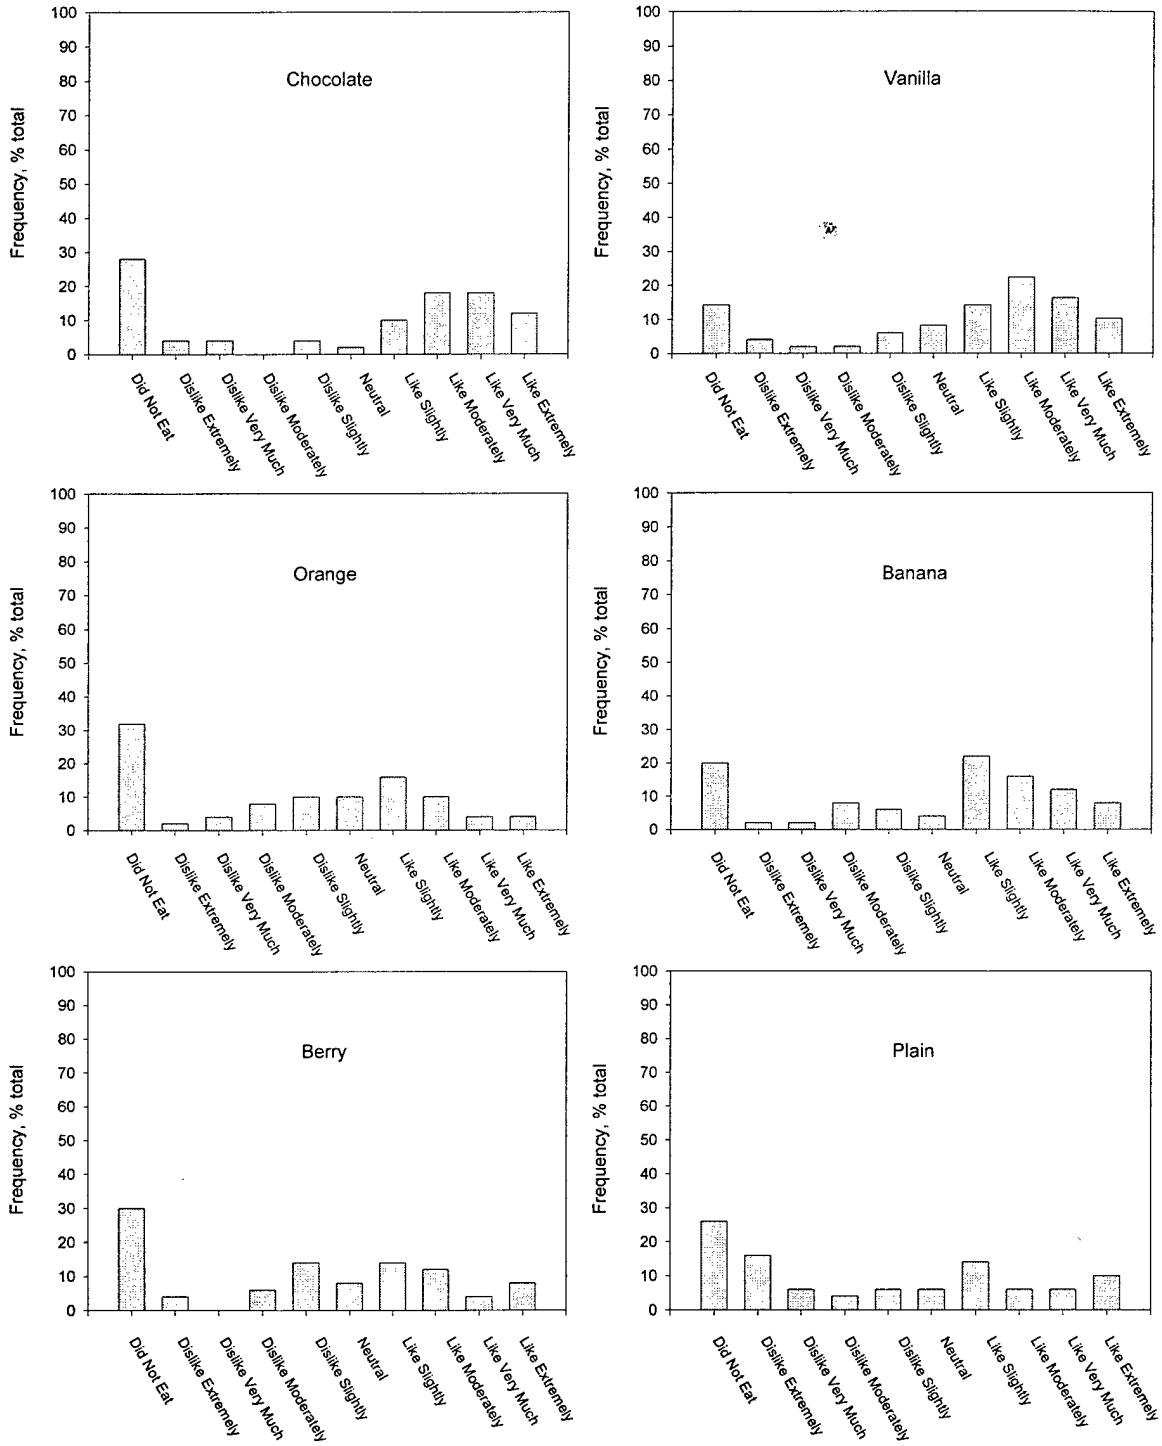 Chocolate
Frequency, % total
100
90
80
70
60
50
40
30
20
10
0
Did Not Eat
Dislike Extremely
Dislike Very Much
Dislike Moderately
Dislike Slightly
Neutral
Like Slightly
Like Moderately
Like Very Much
Like Extremely
Vanilla
Frequency, % total
100
90
80
70
60
50
40
30
20
10
0
Did Not Eat
Dislike Extremely
Dislike Very Much
Dislike Moderately
Dislike Slightly
Neutral
Like Slightly
Like Moderately
Like Very Much
Like Extremely
Orange
Frequency, % total
100
90
80
70
60
50
40
30
20
10
0
Did Not Eat
Dislike Extremely
Dislike Very Much
Dislike Moderately
Dislike Slightly
Neutral
Like Slightly
Like Moderately
Like Very Much
Like Extremely
Banana
Frequency, % total
100
90
80
70
60
50
40
30
20
10
0
Did Not Eat
Dislike Extremely
Dislike Very Much
Dislike Moderately
Dislike Slightly
Neutral
Like Slightly
Like Moderately
Like Very Much
Like Extremely
Berry
Frequency, % total
100
90
80
70
60
50
40
30
20
10
0
Did Not Eat
Dislike Extremely
Dislike Very Much
Dislike Moderately
Dislike Slightly
Neutral
Like Slightly
Like Moderately
Like Very Much
Like Extremely
Plain
Frequency, % total
100
90
80
70
60
50
40
30
20
10
0
Did Not Eat
Dislike Extremely
Dislike Very Much
Dislike Moderately
Dislike Slightly
Neutral
Like Slightly
Like Moderately
Like Very Much
Like Extremely